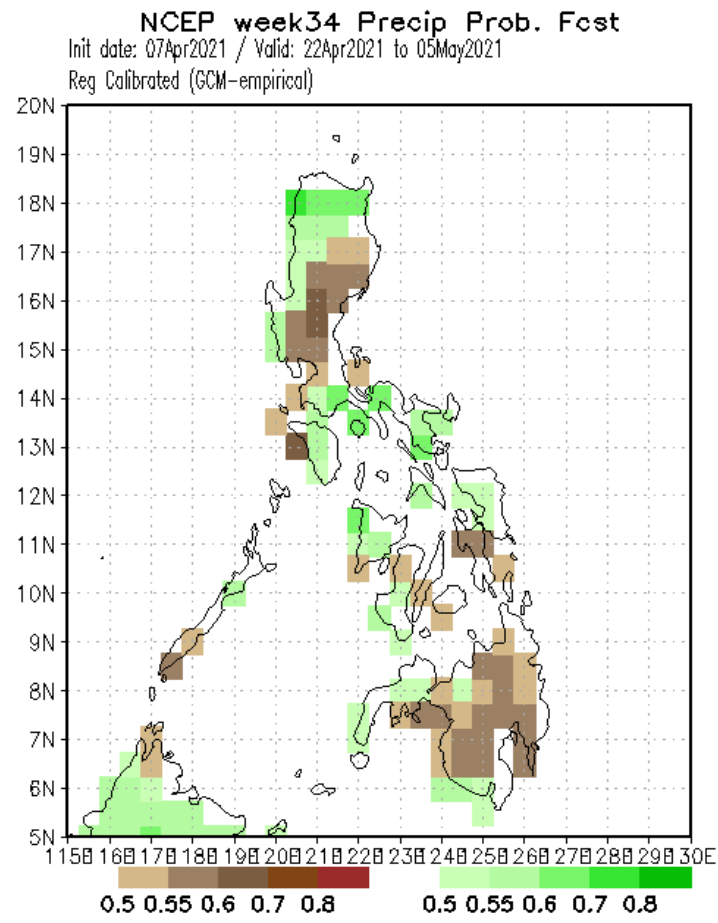 NCEP week34 Precip Prob. Fcst
Init date: 07Apr2021 / Valid: 22Apr2021 to 05May2021
Reg Calibrated (GCM-empirical)
20N
19N
18N
17N
16N
15N
14N
13N
12N
11N
10N
9N
8N
7N
6N
5N
115E 116E 117E 118E 119E 120E 121E 122E 123E 124E 125E 126E 127E 128E 129E 130E
0.5 0.55 0.6 0.7 0.8 0.5 0.55 0.6 0.7 0.8